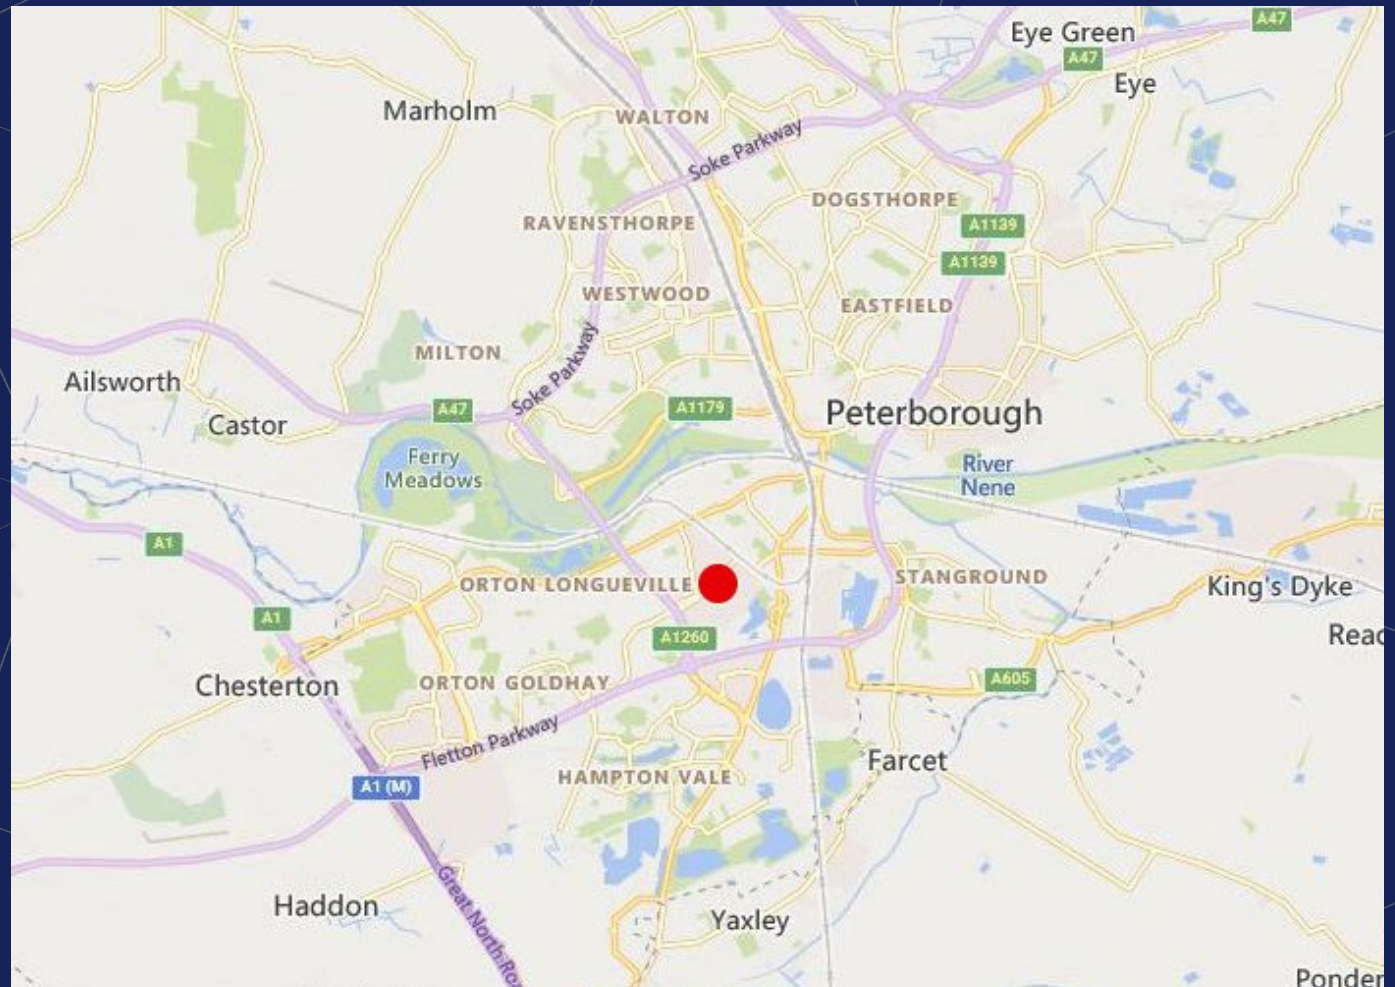 A47
Eye Green
A47
Eye
Marholm
WALTON
Soke Parkway
DOGSTHORPE
RAVENSTHORPE
A1139
A1139
WESTWOOD
EASTFIELD
MILTON
Soke Parkway
Ailsworth
A47
A1179
Peterborough
Castor
Ferry
Meadows
River
Nene
A1
STANGROUND
ORTON LONGUEVILLE
King's Dyke
A1
A1260
Reac
Chesterton
ORTON GOLDHAY
A605
Fletton Parkway
Farcet
HAMPTON VALE
A1 (M)
Great North Roa
Haddon
Yaxley
Ponder